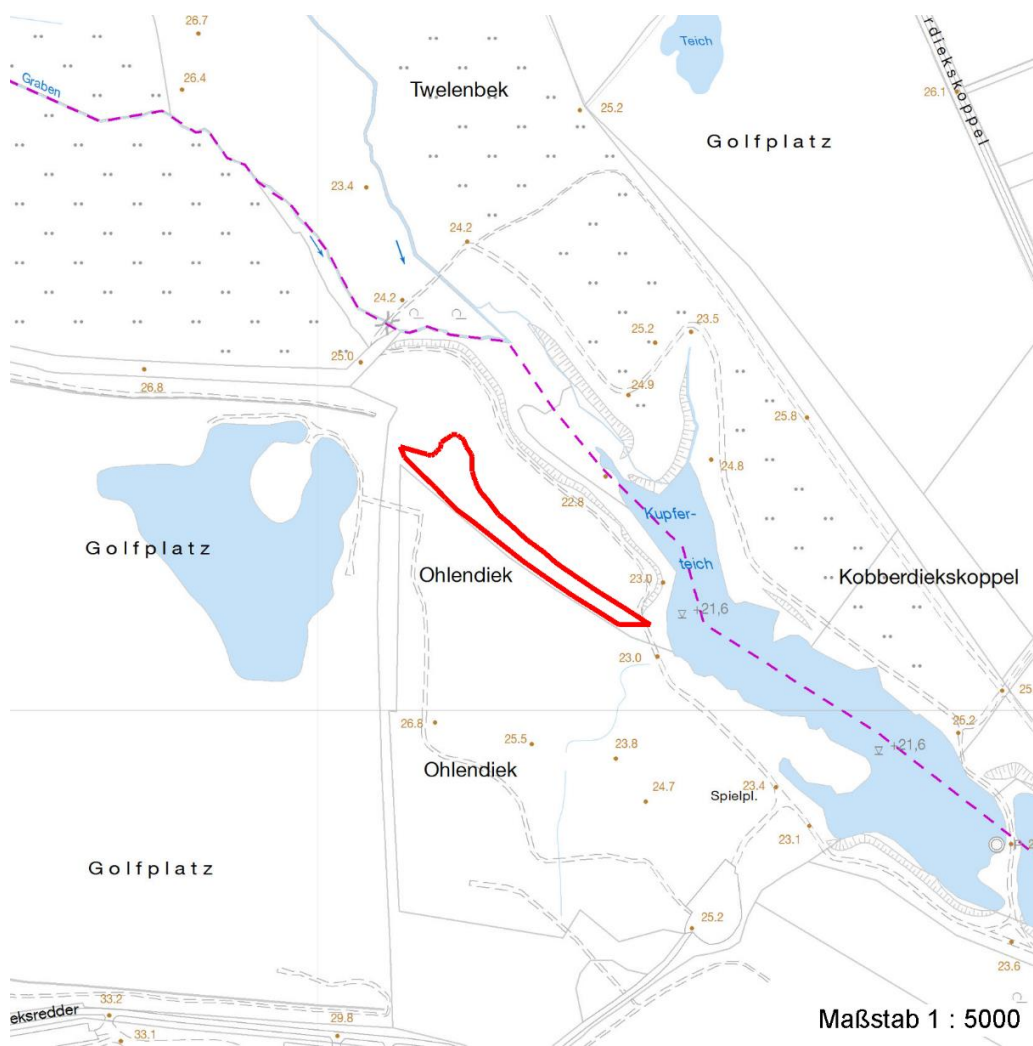 26.7
Teich
rdiekskoppel
26.4
Graben
Twelenbek
26.1
25.2
Golfplatz
23.4
24.2
24.2
25.2
23.5
25.0
26.8
24.9
25.8
24.8
22.8
Kupfer-
Golfplatz
teich
Ohlendiek
23.0
Kobberdiekskoppel
+21,6
23.0
25
26.8
25.2
25.5
23.8
+21,6
Ohlendiek
24.7
23.4
Spielpl.
23.1
Golfplatz
25.2
23.6
33.2
eksredder
29.8
33.1
Maßstab 1 : 5000